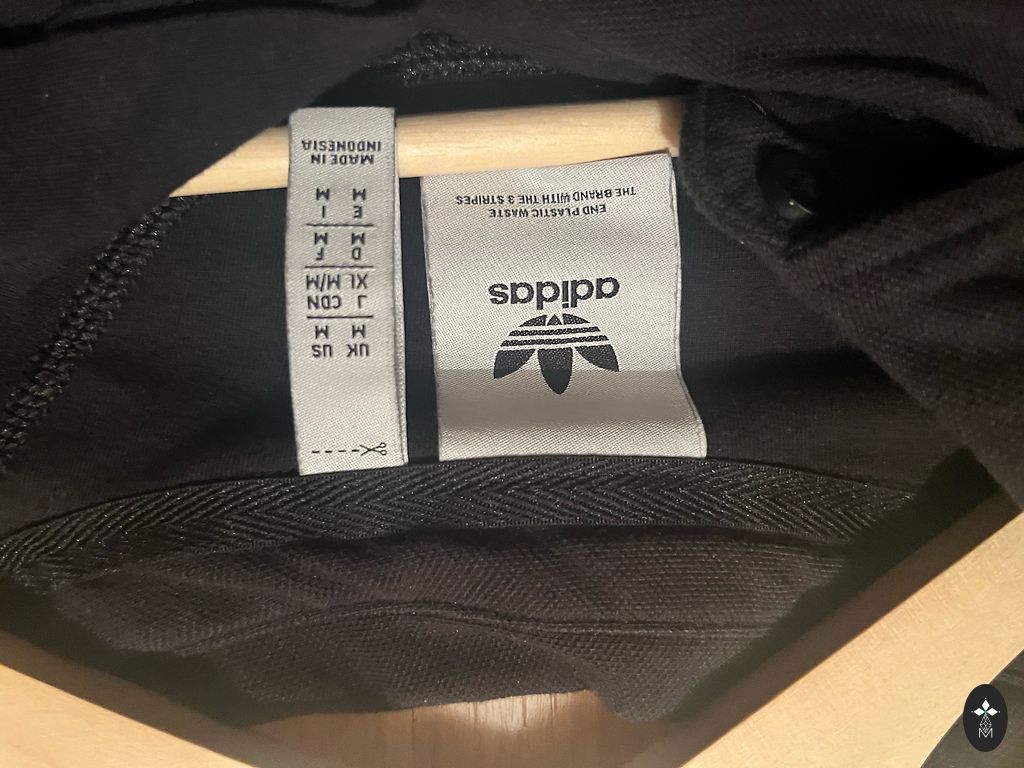 adidas
END PLASTIC WASTE
THE BRAND WITH THE 3 STRIPES
UK US
M M
J CDN
XL M/M
D F
M M
E I
M M
MADE IN
INDONESIA
M